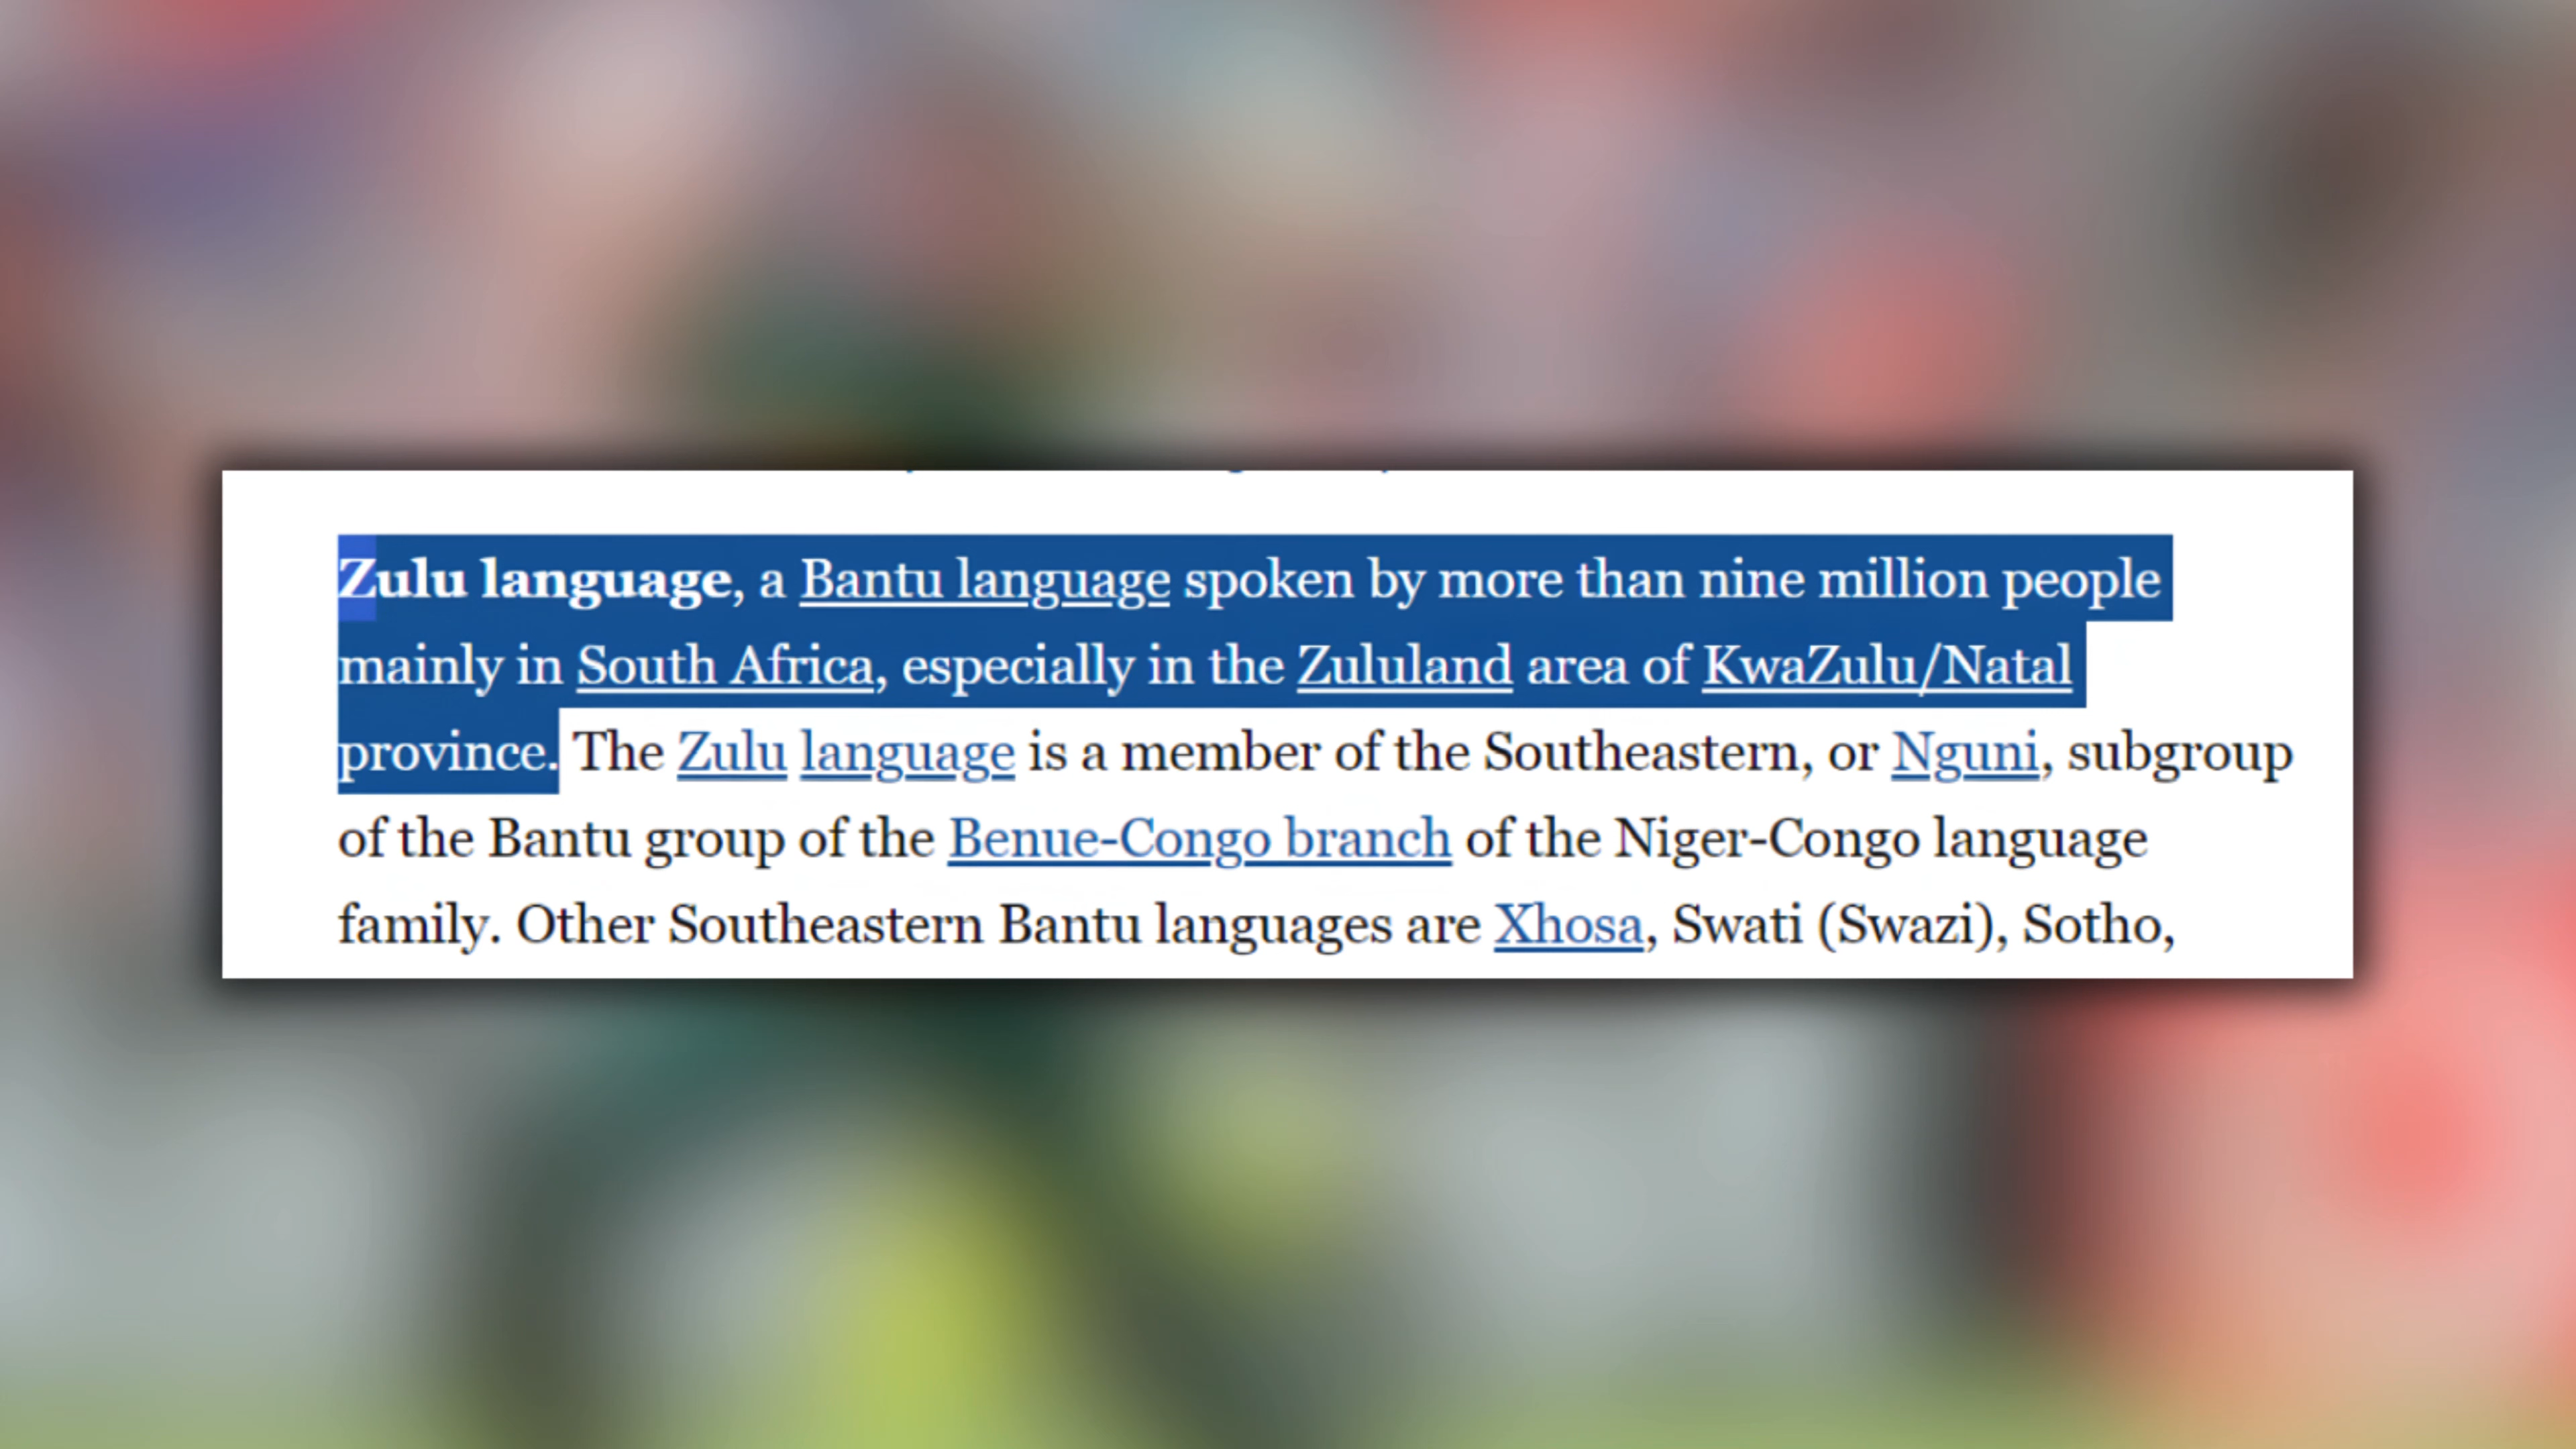 Zulu language, a Bantu language spoken by more than nine million people
mainly in South Africa, especially in the Zululand area of KwaZulu/Natal
province. The Zulu language is a member of the Southeastern, or Nguni, subgroup
of the Bantu group of the Benue-Congo branch of the Niger-Congo language
family. Other Southeastern Bantu languages are Xhosa, Swati (Swazi), Sotho,